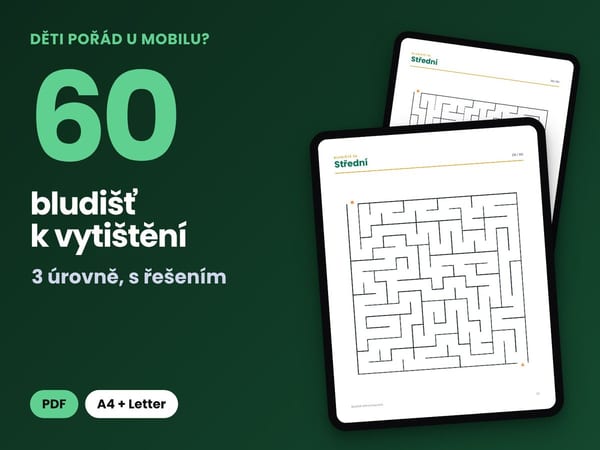 DĚTI POŘÁD U MOBILU?
60
bludišť
k vytištění
3 úrovně, s řešením
PDF
A4 + Letter
Střední
Střední